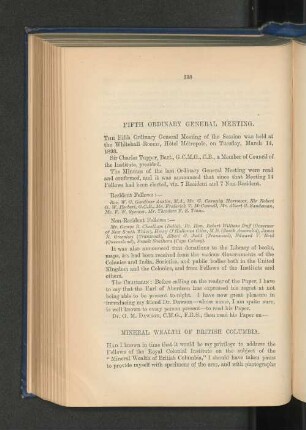 238
FIFTH ORDINARY GENERAL MEETING.
THE Fifth Ordinary General Meeting of the Session was held at
the Whitehall Rooms, Hôtel Métropole, on Tuesday, March 14,
1893.
Sir Charles Tupper, Bart., G.C.M.G., C.B., a Member of Council of
the Institute, presided.
The Minutes of the last Ordinary General Meeting were read
and confirmed, and it was announced that since that Meeting 14
Fellows had been elected, viz. 7 Resident and 7 Non-Resident.
Resident Fellows :—
Non-Resident Fellows :—
It was also announced that donations to the Library of books,
maps, &c. had been received from the various Governments of the
Colonies and India, Societies, and public bodies both in the United
Kingdom and the Colonies, and from Fellows of the Institute and
others.
The CHAIRMAN : Before calling on the reader of the Paper I have
to say that the Earl of Aberdeen has expressed his regret at not
being able to be present to-night. I have now great pleasure in
introducing my friend Dr. Dawson—whose name, I am quite sure,
is well known to every person present—to read his Paper.
Dr. G. M. DAWSON, C.M.G., F.R.S., then read his Paper on—
MINERAL WEALTH OF BRITISH COLUMBIA.
HAD I known in time that it would be my privilege to address the
Fellows of the Royal Colonial Institute on the subject of the
"Mineral Wealth of British Columbia," I should have taken pains
to provide myself with specimens of the ores, and with photographs